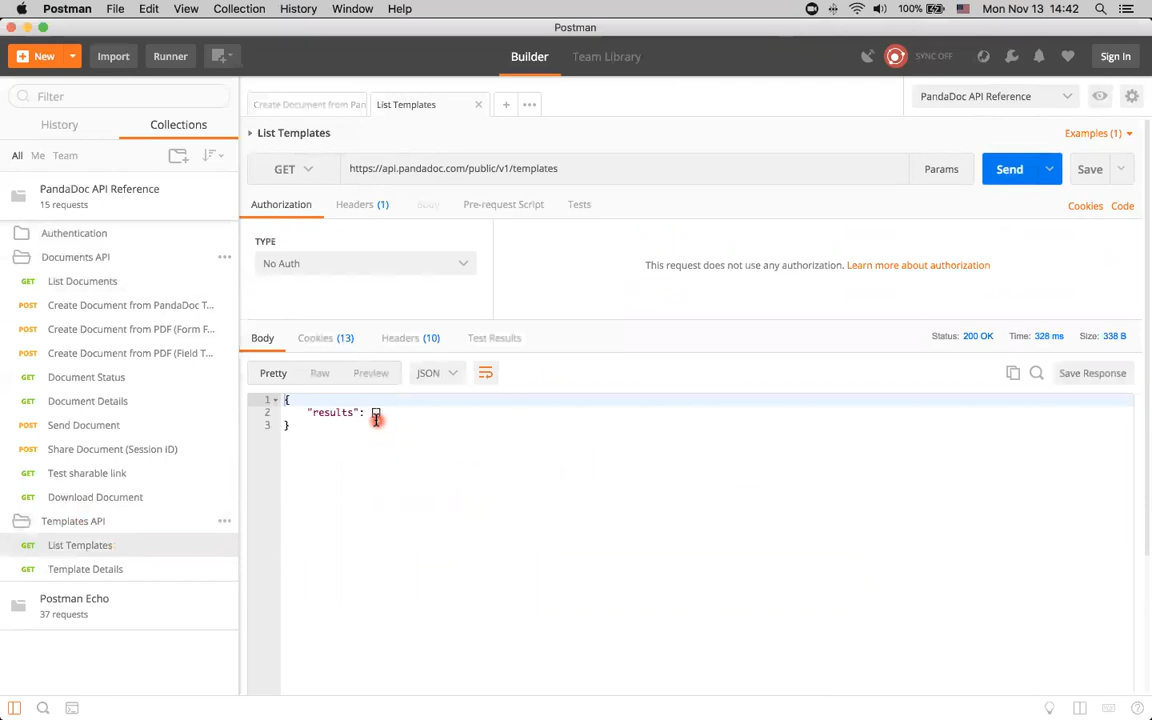 Postman File Edit View Collection History Window Help 100% Mon Nov 13 14:42
Postman
New Import Runner Builder Team Library SYNC OFF Sign In
Filter
History Collections
All Me Team
PandaDoc API Reference
15 requests
Authentication
Documents API
GET List Documents
POST Create Document from PandaDoc T...
POST Create Document from PDF (Form F...
POST Create Document from PDF (Field T...
GET Document Status
GET Document Details
POST Send Document
POST Share Document (Session ID)
GET Test sharable link
GET Download Document
Templates API
GET List Templates
GET Template Details
Postman Echo
37 requests
Create Document from Pan List Templates
PandaDoc API Reference
List Templates Examples (1)
GET https://api.pandadoc.com/public/v1/templates Params Send Save
Authorization Headers (1) Body Pre-request Script Tests Cookies Code
TYPE
No Auth
This request does not use any authorization. Learn more about authorization
Body Cookies (13) Headers (10) Test Results Status: 200 OK Time: 328 ms Size: 338 B
Pretty Raw Preview JSON Save Response
1 {
2 "results": []
3 }